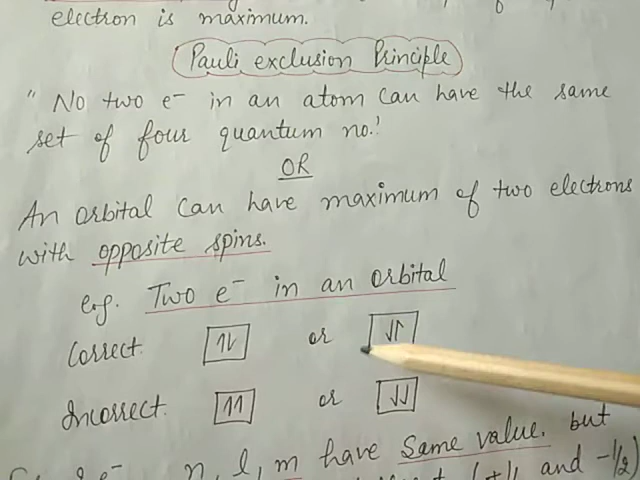 electron is maximum.
Pauli exclusion Principle
" No two e⁻ in an atom can have the same
set of four quantum no."
OR
An orbital can have maximum of two electrons
with opposite spins.
e.g. Two e⁻ in an orbital
Correct. ↑↓ or ↓↑
Incorrect. ↑↑ or ↓↓
e⁻ n, l, m have same value. but
and -1/2)